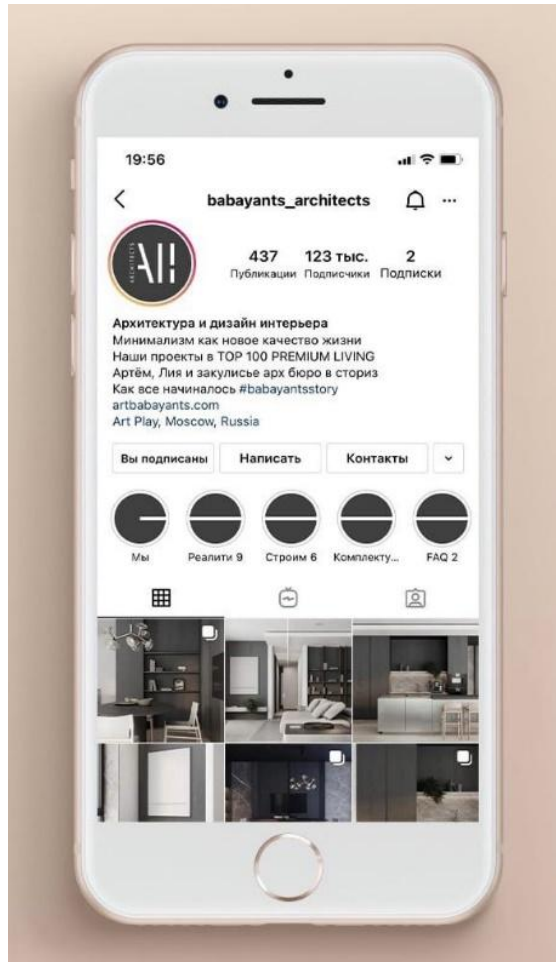 19:56
babayants_architects
ARCHITECTS
437 123 тыс. 2
Публикации Подписчики Подписки
Архитектура и дизайн интерьера
Минимализм как новое качество жизни
Наши проекты в TOP 100 PREMIUM LIVING
Артём, Лия и закулисье арх бюро в сториз
Как все начиналось #babayantsstory
artbabayants.com
Art Play, Moscow, Russia
Вы подписаны Написать Контакты
Мы Реалити 9 Строим 6 Комплекту... FAQ 2